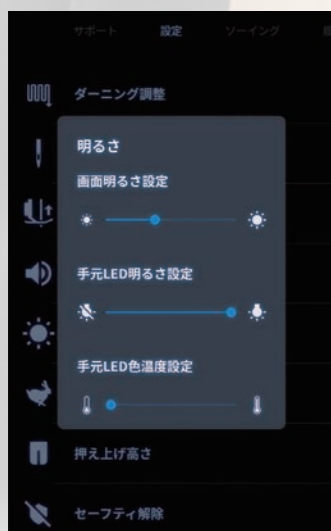 サポート
設定
ソーイング
ダーニング調整
明るさ
画面明るさ設定
手元LED明るさ設定
手元LED色温度設定
押え上げ高さ
セーフティ解除